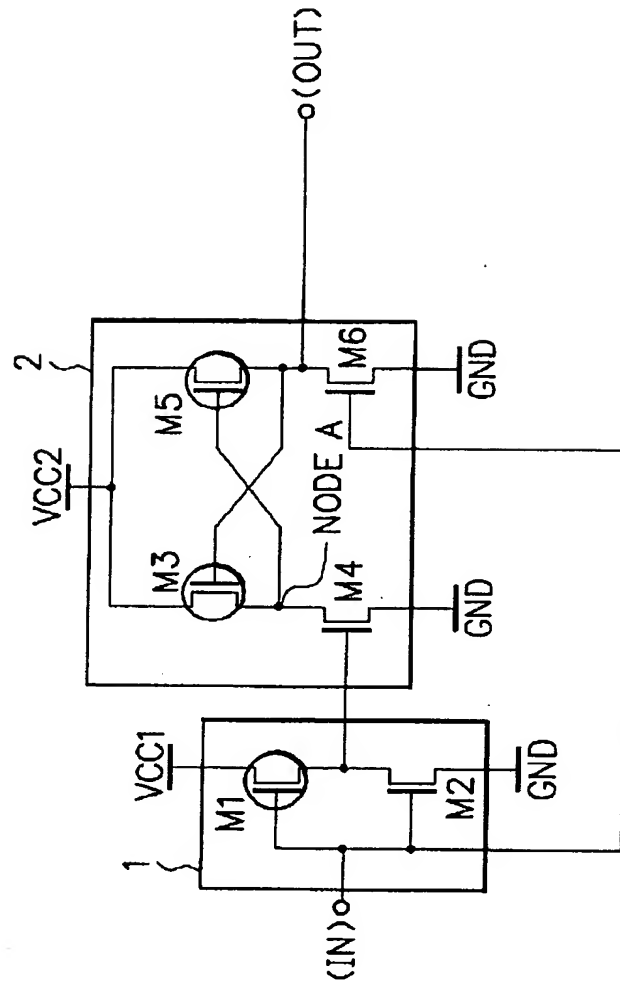 VCC2
2
M3
M5
NODE A
M4
M6
GND
GND
(OUT)
VCC1
1
M1
M2
GND
(IN)